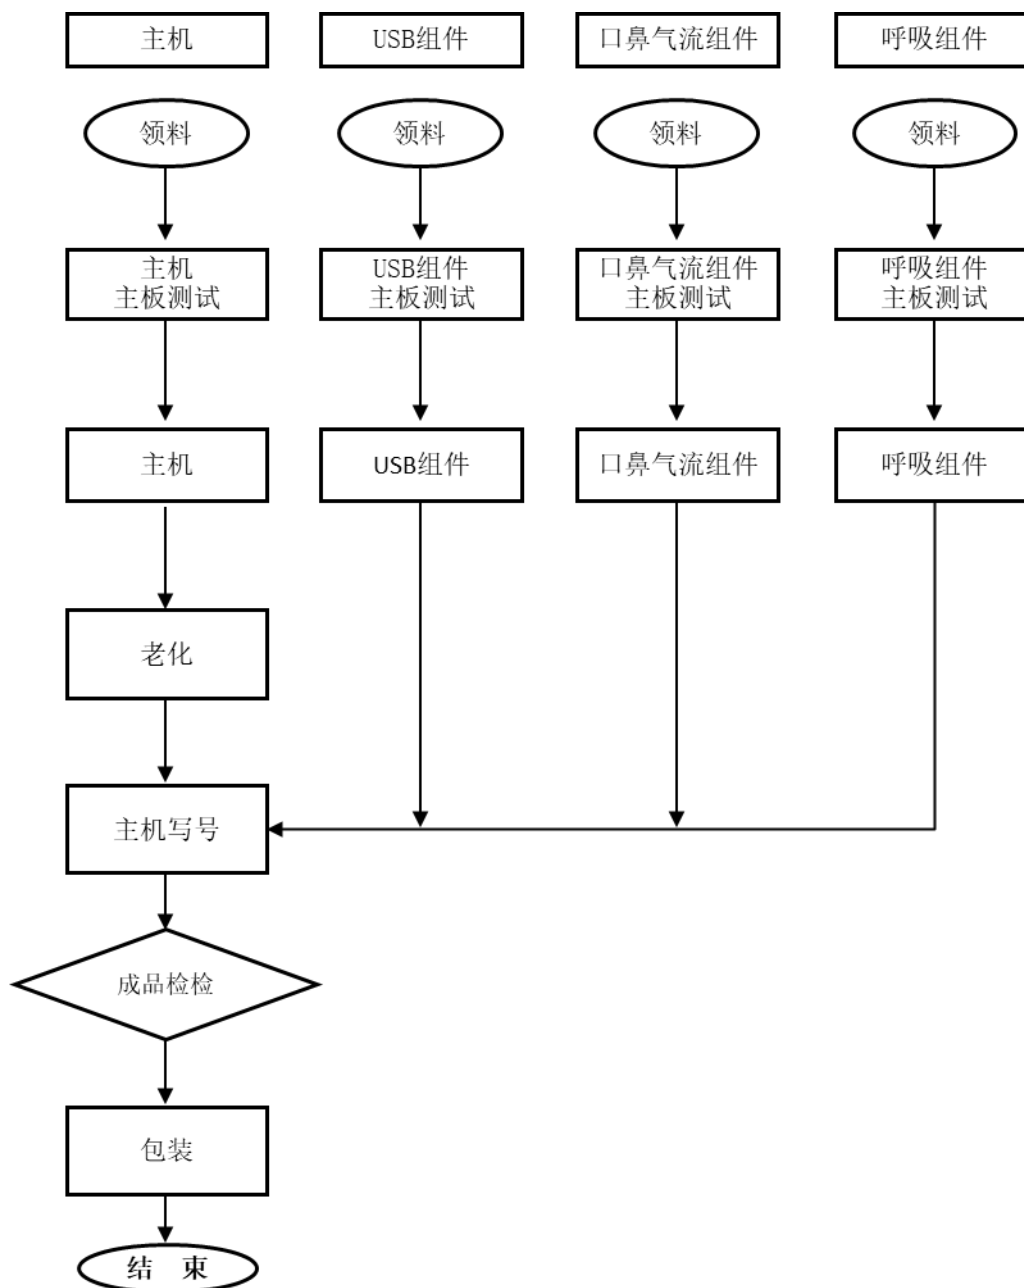 主机
USB组件
口鼻气流组件
呼吸组件
领料
领料
领料
领料
主机
主板测试
USB组件
主板测试
口鼻气流组件
主板测试
呼吸组件
主板测试
主机
USB组件
口鼻气流组件
呼吸组件
老化
主机写号
成品检检
包装
结 束